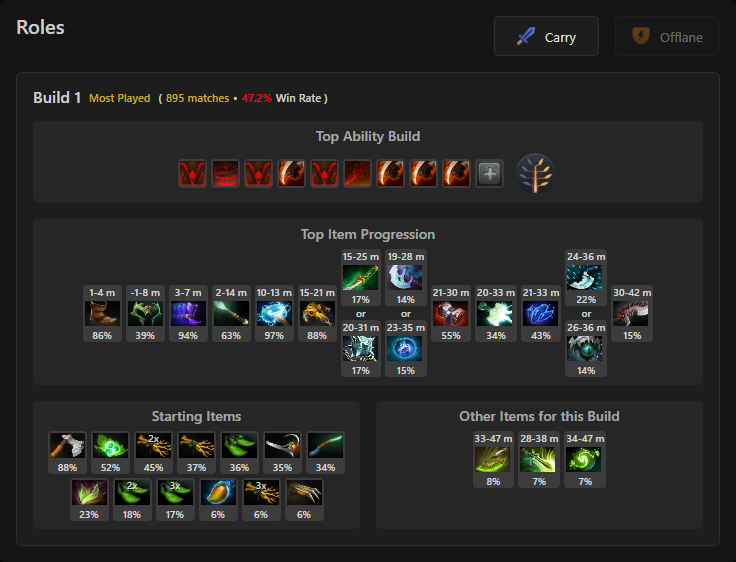 Roles
Carry
Offlane
Build 1 Most Played ( 895 matches • 47.2% Win Rate )
Top Ability Build
Top Item Progression
15-25 m 19-28 m 24-36 m
17% 14% 22%
1-4 m -1-8 m 3-7 m 2-14 m 10-13 m 15-21 m or or 21-30 m 20-33 m 21-33 m or 30-42 m
86% 39% 94% 63% 97% 88% 55% 34% 43% 15%
20-31 m 23-35 m 26-36 m
17% 15% 14%
Starting Items
2x
88% 52% 45% 37% 36% 35% 34%
2x 3x 3x
23% 18% 17% 6% 6% 6%
Other Items for this Build
33-47 m 28-38 m 34-47 m
8% 7% 7%